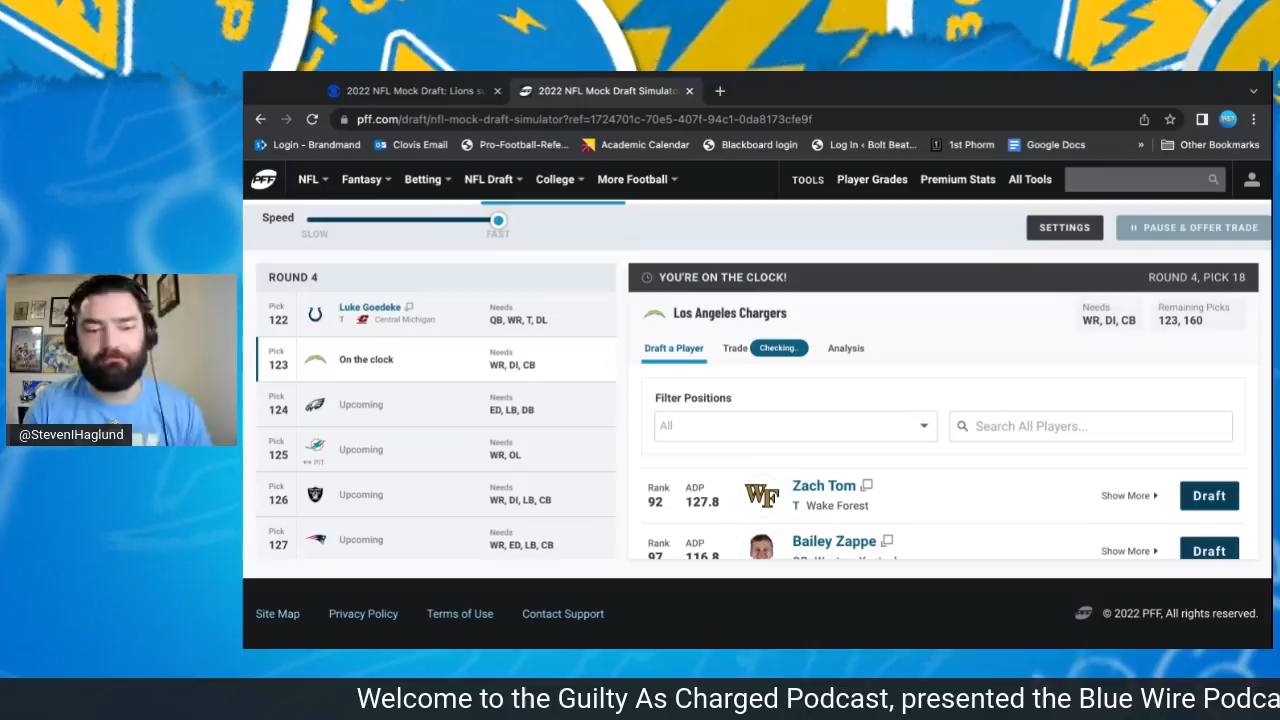 2022 NFL Mock Draft: Lions
2022 NFL Mock Draft Simulato
pff.com/draft/nfl-mock-draft-simulator?ref=1724701c-70e5-407f-94c1-0da8173cfe9f
Login - Brandmand
Clovis Email
Pro-Football-Refe...
Academic Calendar
Blackboard login
Log In ‹ Bolt Beat...
1st Phorm
Google Docs
»
Other Bookmarks
PFF
NFL
Fantasy
Betting
NFL Draft
College
More Football
TOOLS
Player Grades
Premium Stats
All Tools
Speed
SLOW
FAST
SETTINGS
PAUSE & OFFER TRADE
ROUND 4
Pick
122
Luke Goedeke
T Central Michigan
Needs
QB, WR, T, DL
Pick
123
On the clock
Needs
WR, DI, CB
Pick
124
Upcoming
Needs
ED, LB, DB
Pick
125
PIT
Upcoming
Needs
WR, OL
Pick
126
Upcoming
Needs
WR, DI, LB, CB
Pick
127
Upcoming
Needs
WR, ED, LB, CB
YOU'RE ON THE CLOCK!
ROUND 4, PICK 18
Los Angeles Chargers
Needs
WR, DI, CB
Remaining Picks
123, 160
Draft a Player
Trade Checking..
Analysis
Filter Positions
All
Search All Players...
Rank
92
ADP
127.8
WF
Zach Tom
T Wake Forest
Show More
Draft
Rank
97
ADP
116.8
Bailey Zappe
Show More
Draft
Site Map
Privacy Policy
Terms of Use
Contact Support
© 2022 PFF, All rights reserved.
@StevenIHaglund
Welcome to the Guilty As Charged Podcast, presented the Blue Wire Podca